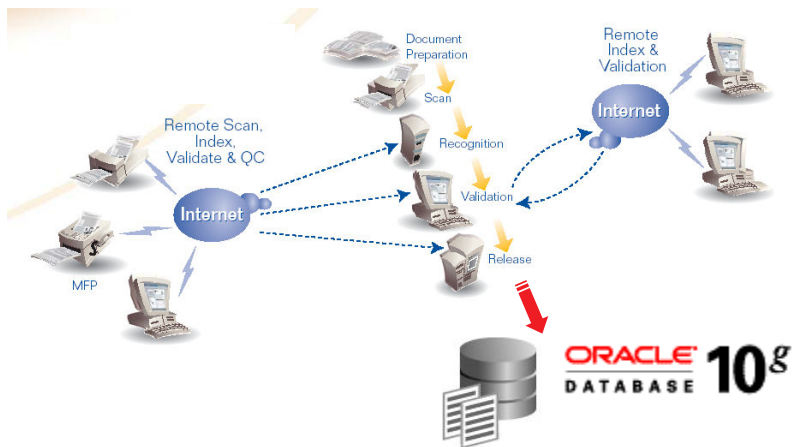 Document
Preparation
Scan
Recognition
Validation
Release
Remote
Index &
Validation
Internet
Remote Scan,
Index,
Validate & QC
Internet
MFP
ORACLE
DATABASE 10g